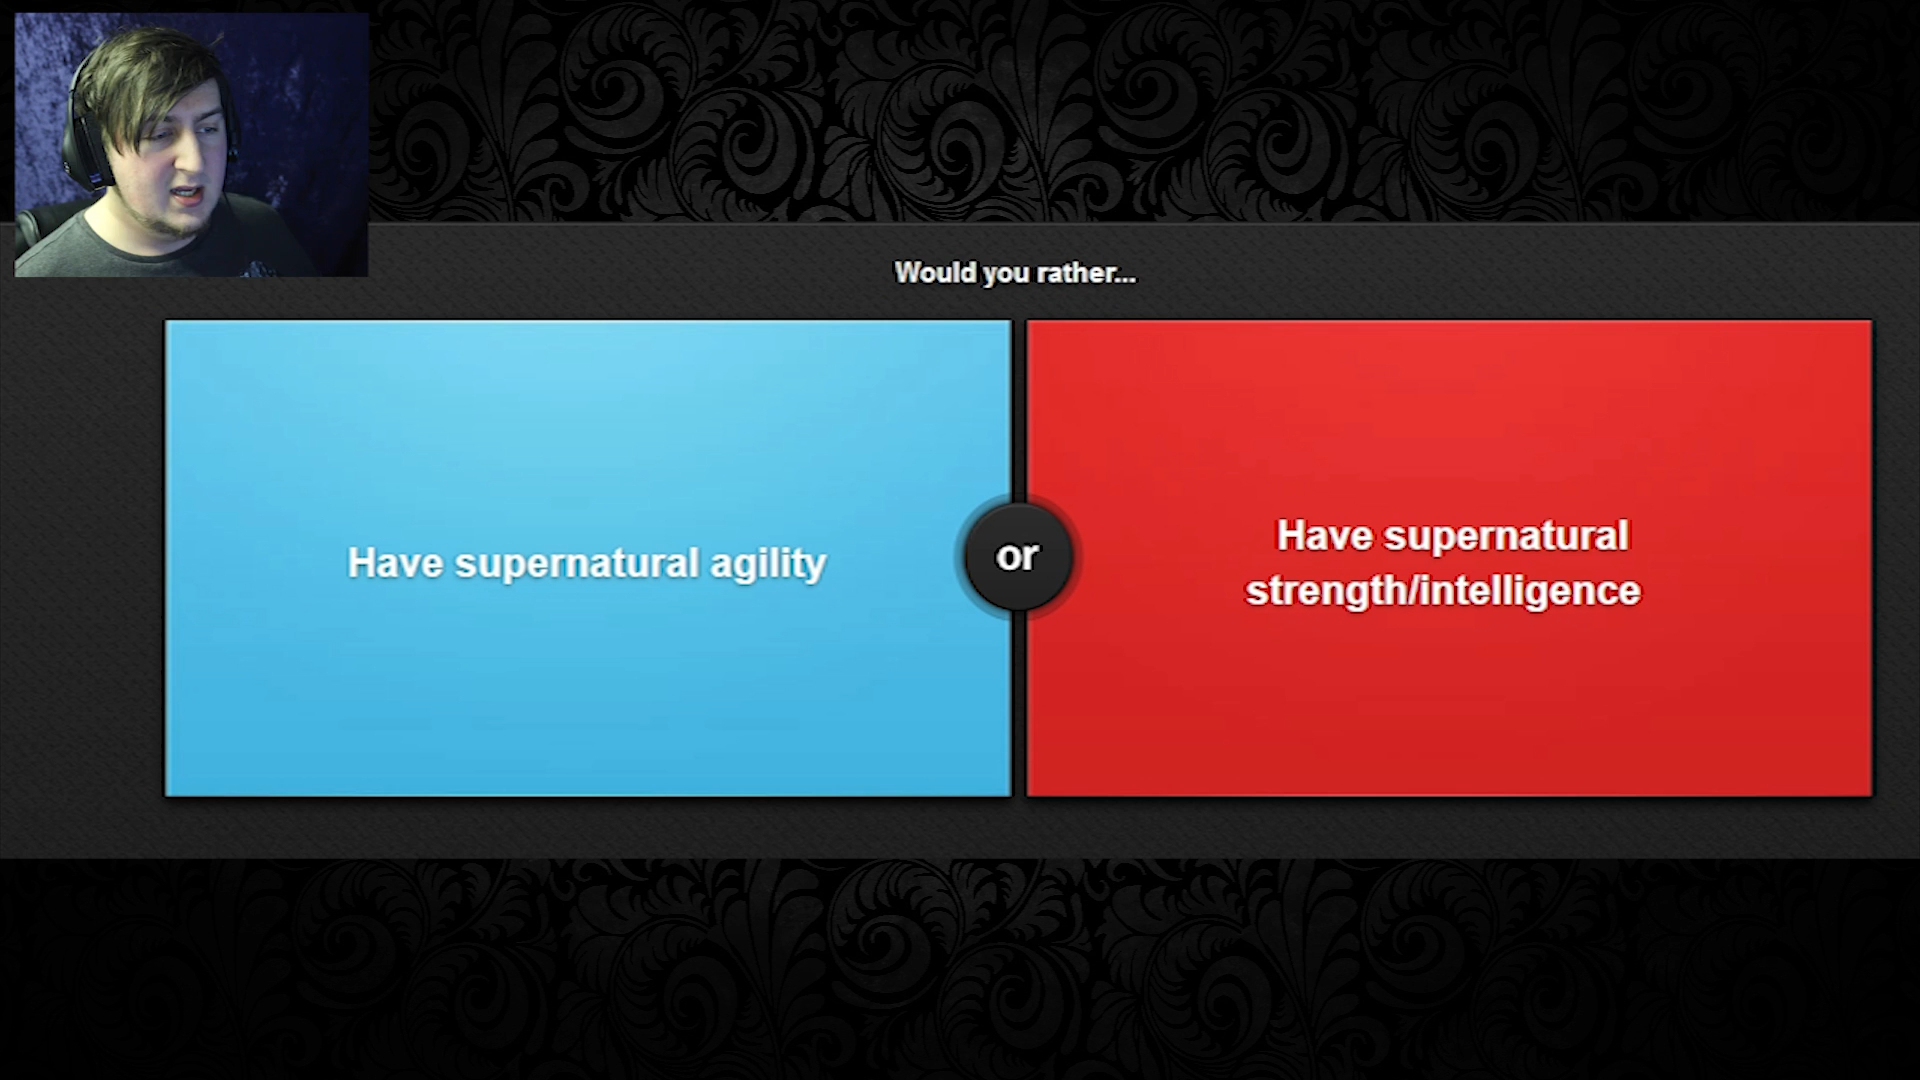 Would you rather...
Have supernatural agility
or
Have supernatural
strength/intelligence